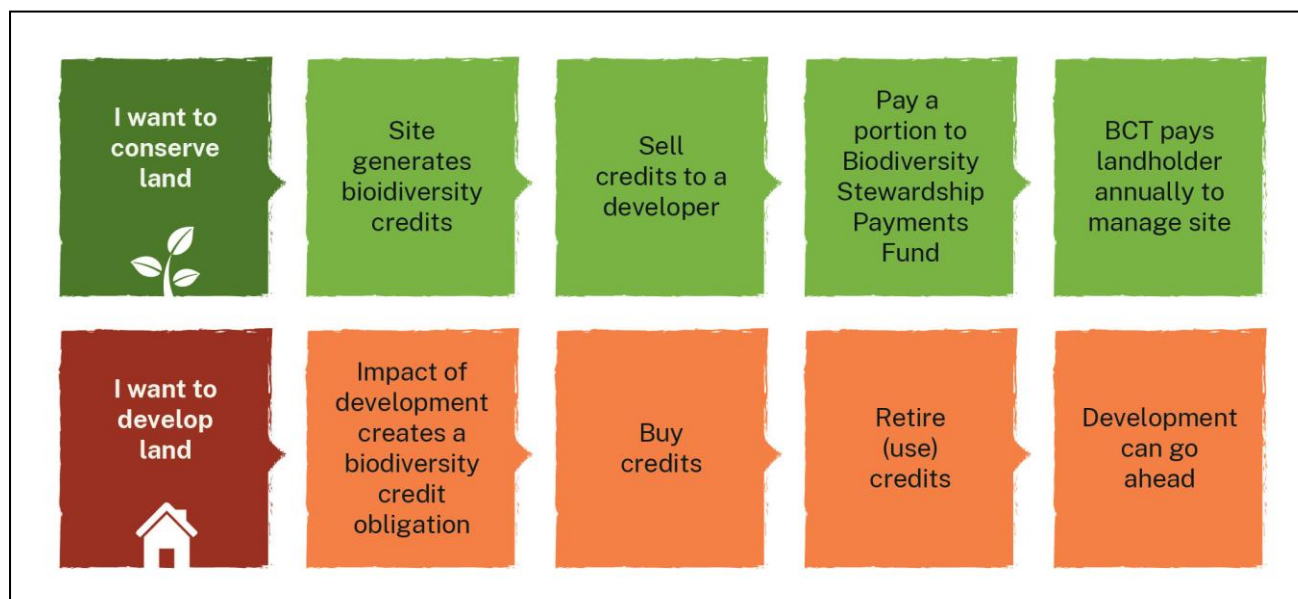 I want to
conserve
land
Site
generates
bioidiversity
credits
Sell
credits to a
developer
Pay a
portion to
Biodiversity
Stewardship
Payments
Fund
BCT pays
landholder
annually to
manage site
I want to
develop
land
Impact of
development
creates a
biodiversity
credit
obligation
Buy
credits
Retire
(use)
credits
Development
can go
ahead